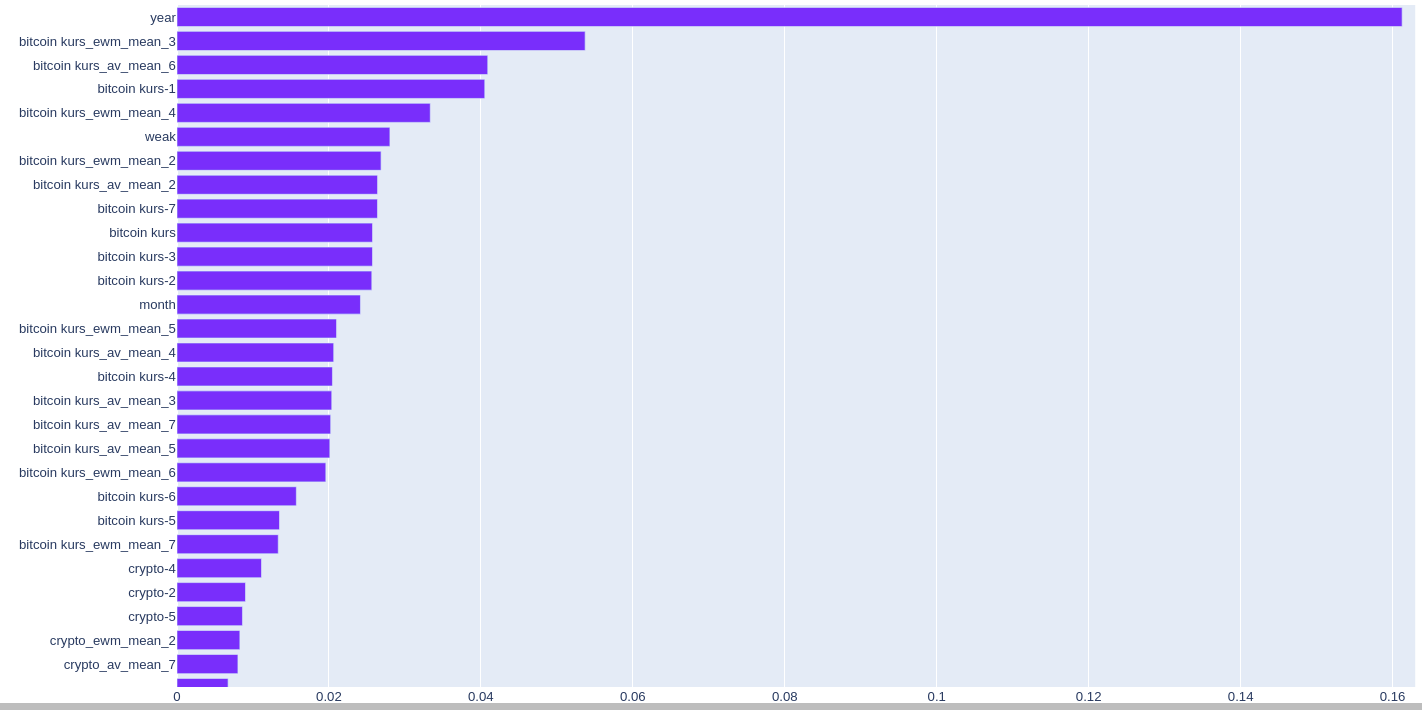 year
bitcoin kurs_ewm_mean_3
bitcoin kurs_av_mean_6
bitcoin kurs-1
bitcoin kurs_ewm_mean_4
weak
bitcoin kurs_ewm_mean_2
bitcoin kurs_av_mean_2
bitcoin kurs-7
bitcoin kurs
bitcoin kurs-3
bitcoin kurs-2
month
bitcoin kurs_ewm_mean_5
bitcoin kurs_av_mean_4
bitcoin kurs-4
bitcoin kurs_av_mean_3
bitcoin kurs_av_mean_7
bitcoin kurs_av_mean_5
bitcoin kurs_ewm_mean_6
bitcoin kurs-6
bitcoin kurs-5
bitcoin kurs_ewm_mean_7
crypto-4
crypto-2
crypto-5
crypto_ewm_mean_2
crypto_av_mean_7
0 0.02 0.04 0.06 0.08 0.1 0.12 0.14 0.16